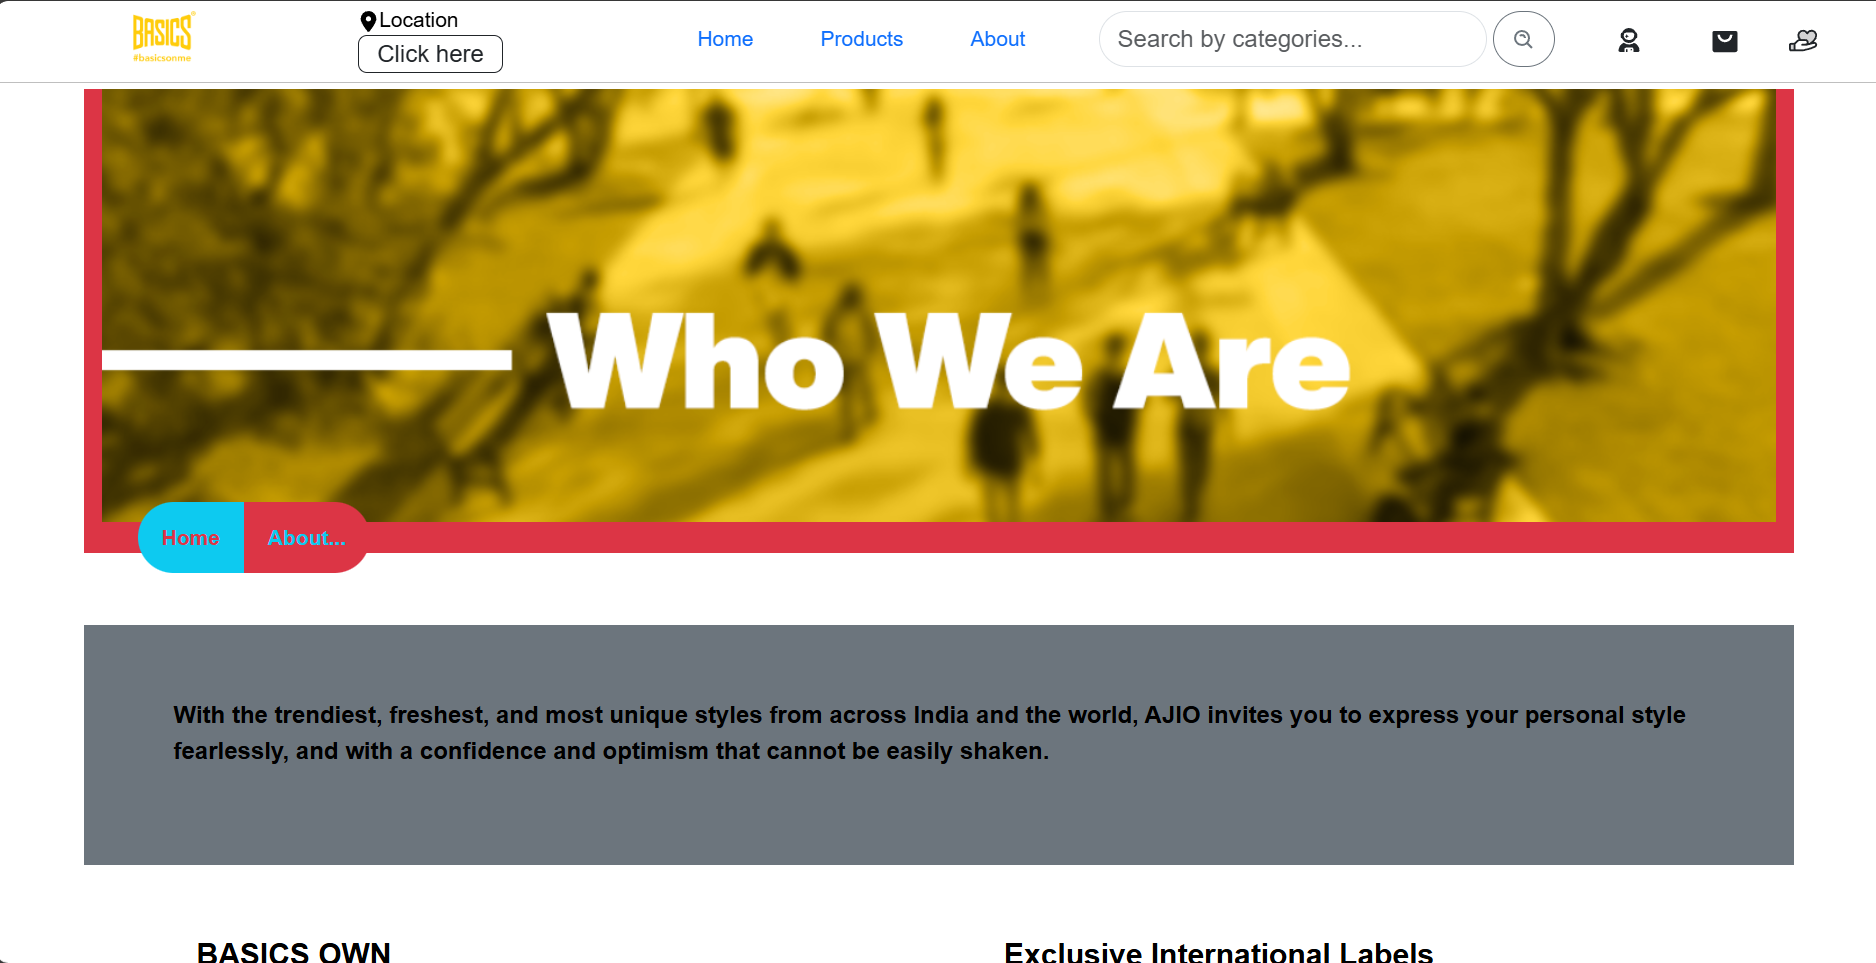 BASICS
#basicsonme
Location
Click here
Home
Products
About
Search by categories...
Who We Are
Home
About...
With the trendiest, freshest, and most unique styles from across India and the world, AJIO invites you to express your personal style
fearlessly, and with a confidence and optimism that cannot be easily shaken.
BASICS OWN
Exclusive International Labels